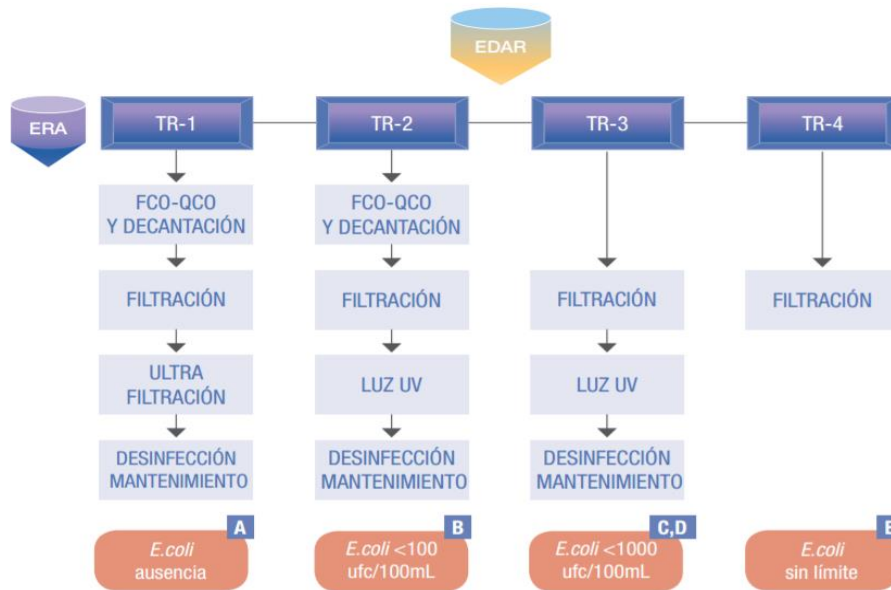 EDAR
ERA
TR-1
TR-2
TR-3
TR-4
FCO-QCO
Y DECANTACIÓN
FCO-QCO
Y DECANTACIÓN
FILTRACIÓN
FILTRACIÓN
FILTRACIÓN
FILTRACIÓN
ULTRA
FILTRACIÓN
LUZ UV
LUZ UV
DESINFECCIÓN
MANTENIMIENTO
DESINFECCIÓN
MANTENIMIENTO
DESINFECCIÓN
MANTENIMIENTO
A
E.coli
ausencia
B
E.coli <100
ufc/100mL
C,D
E.coli <1000
ufc/100mL
E
E.coli
sin límite